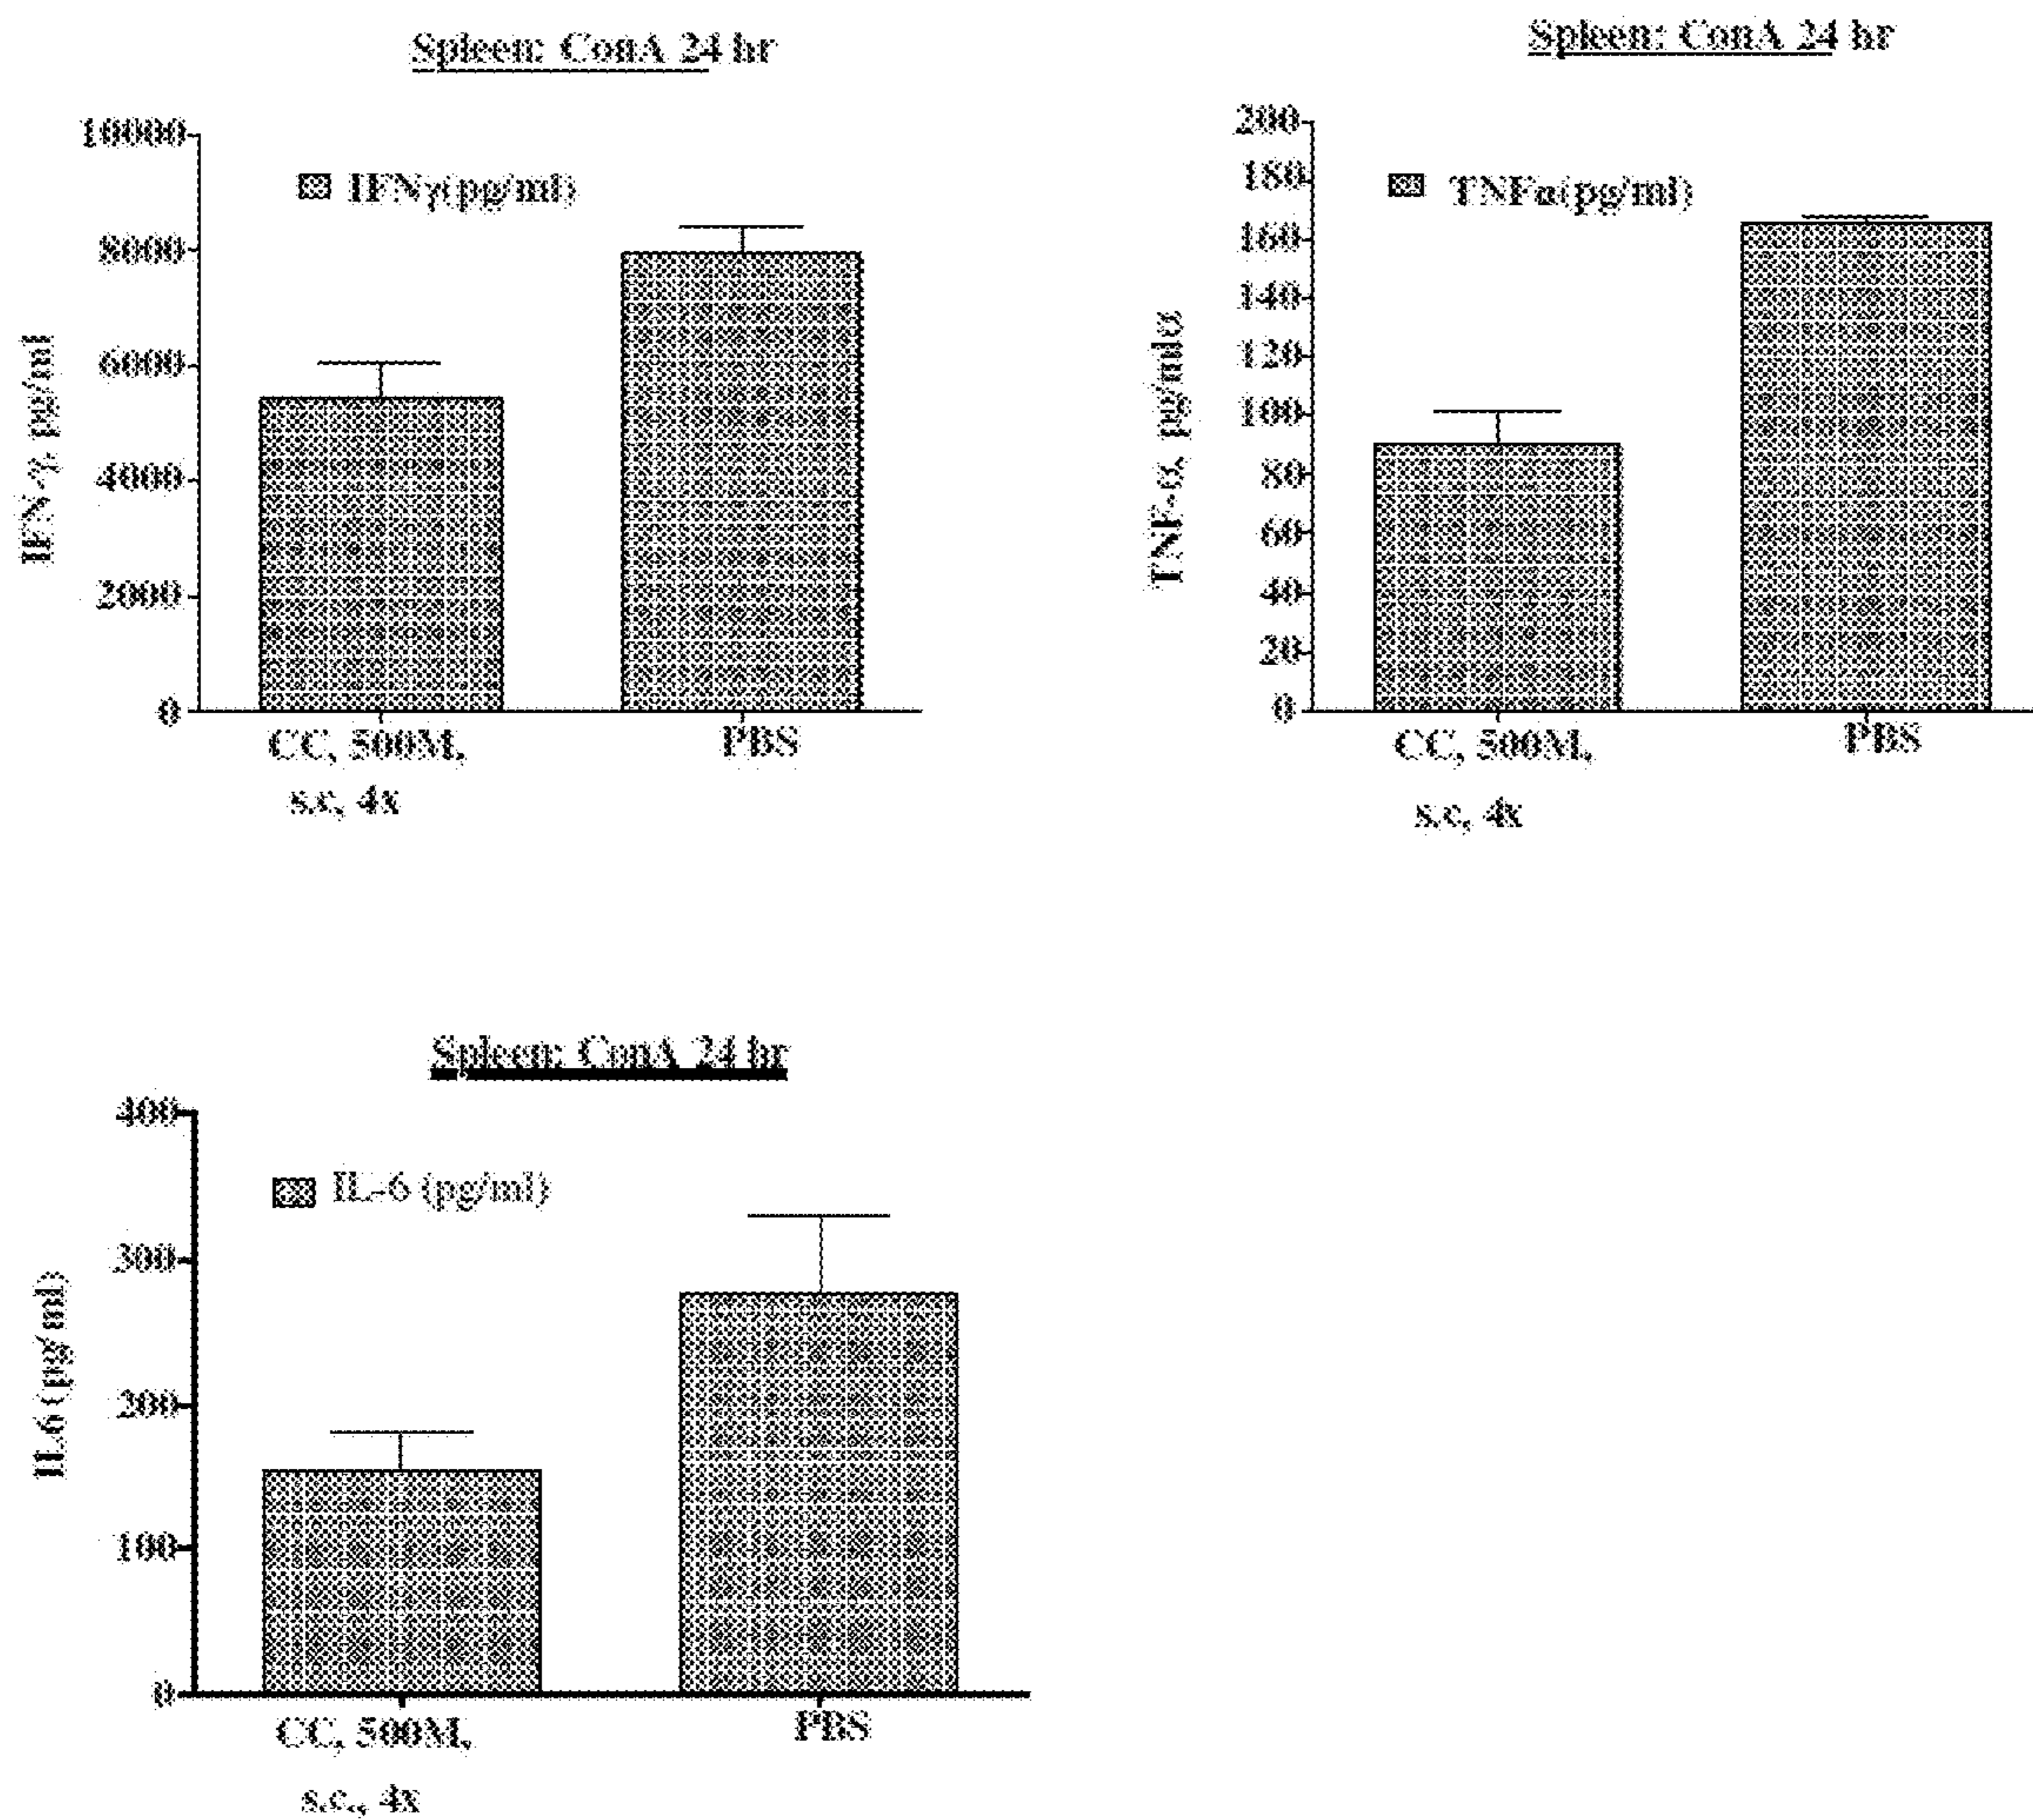 Spleen: ConA 24 hr
10000
8000
6000
4000
2000
0
IFNγ(pg/ml)
IFN-γ, pg/ml
CC, 500M,
s.c, 4x
PBS
Spleen: ConA 24 hr
200
180
160
140
120
100
80
60
40
20
0
TNFα(pg/ml)
TNF-α, pg/mlα
CC, 500M,
s.c, 4x
PBS
Spleen: ConA 24 hr
400
300
200
100
0
IL-6 (pg/ml)
IL6 (pg/ml)
CC, 500M,
s.c., 4x
PBS